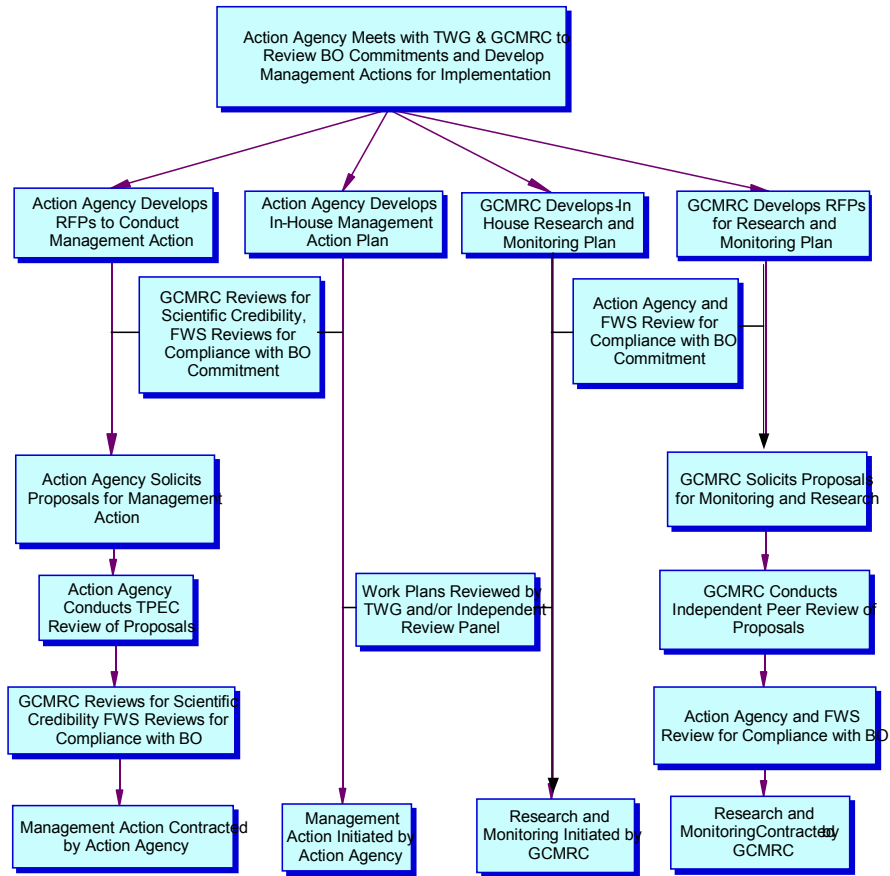 Action Agency Meets with TWG & GCMRC to
Review BO Commitments and Develop
Management Actions for Implementation
Action Agency Develops
RFPs to Conduct
Management Action
Action Agency Develops
In-House Management
Action Plan
GCMRC Develops-In
House Research and
Monitoring Plan
GCMRC Develops RFPs
for Research and
Monitoring Plan
GCMRC Reviews for
Scientific Credibility,
FWS Reviews for
Compliance with BO
Commitment
Action Agency and
FWS Review for
Compliance with BO
Commitment
Action Agency Solicits
Proposals for Management
Action
GCMRC Solicits Proposals
for Monitoring and Research
Action Agency
Conducts TPEC
Review of Proposals
Work Plans Reviewed by
TWG and/or Independent
Review Panel
GCMRC Conducts
Independent Peer Review of
Proposals
GCMRC Reviews for Scientific
Credibility FWS Reviews for
Compliance with BO
Action Agency and FWS
Review for Compliance with BO
Management Action Contracted
by Action Agency
Management
Action Initiated by
Action Agency
Research and
Monitoring Initiated by
GCMRC
Research and
MonitoringContracted by
GCMRC